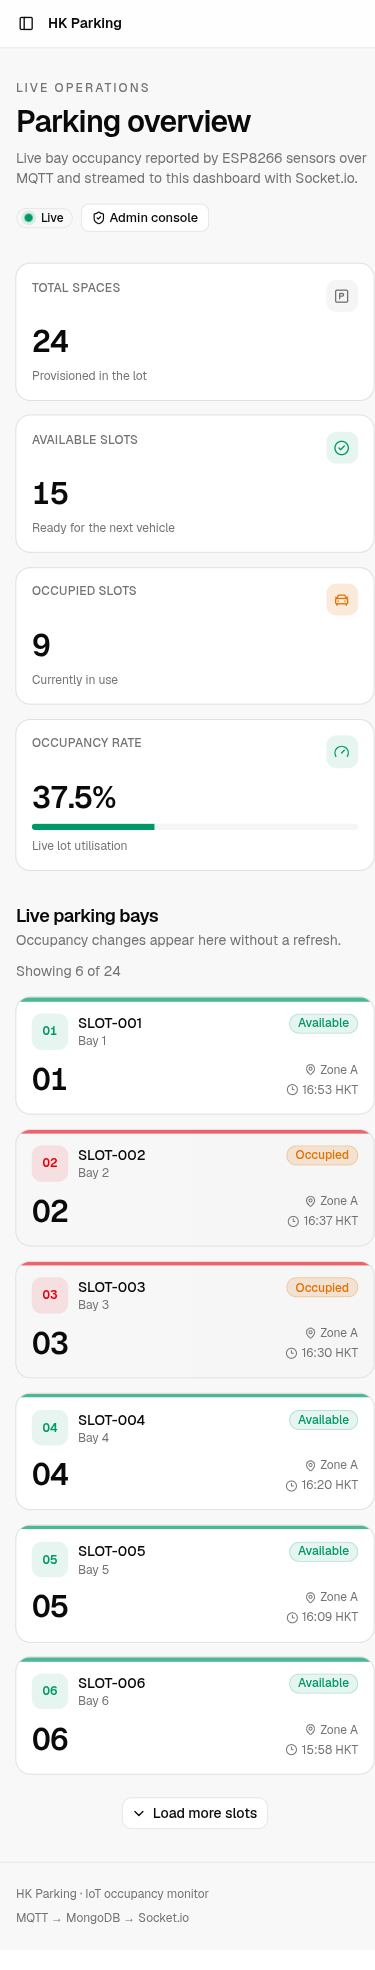 HK Parking
LIVE OPERATIONS
Parking overview
Live bay occupancy reported by ESP8266 sensors over
MQTT and streamed to this dashboard with Socket.io.
Live
Admin console
TOTAL SPACES
P
24
Provisioned in the lot
AVAILABLE SLOTS
15
Ready for the next vehicle
OCCUPIED SLOTS
9
Currently in use
OCCUPANCY RATE
37.5%
Live lot utilisation
Live parking bays
Occupancy changes appear here without a refresh.
Showing 6 of 24
01 SLOT-001 Available
Bay 1
01 Zone A
16:53 HKT
02 SLOT-002 Occupied
Bay 2
02 Zone A
16:37 HKT
03 SLOT-003 Occupied
Bay 3
03 Zone A
16:30 HKT
04 SLOT-004 Available
Bay 4
04 Zone A
16:20 HKT
05 SLOT-005 Available
Bay 5
05 Zone A
16:09 HKT
06 SLOT-006 Available
Bay 6
06 Zone A
15:58 HKT
Load more slots
HK Parking · IoT occupancy monitor
MQTT → MongoDB → Socket.io